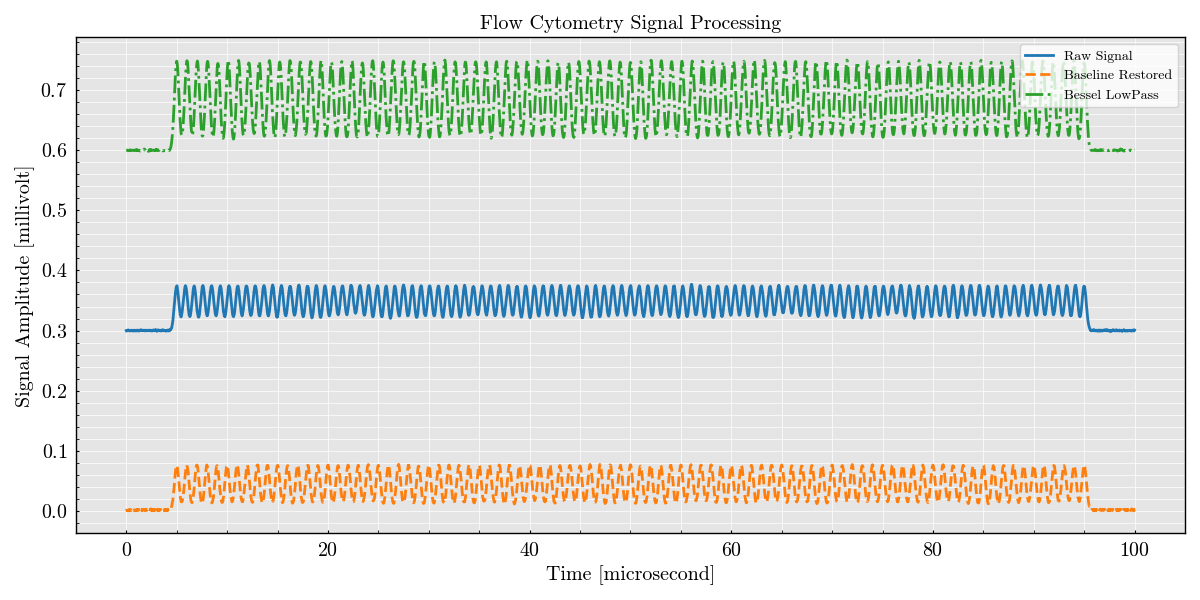 Flow Cytometry Signal Processing
Raw Signal
Baseline Restored
Bessel LowPass
Signal Amplitude [millivolt]
0.7
0.6
0.5
0.4
0.3
0.2
0.1
0.0
0 20 40 60 80 100
Time [microsecond]